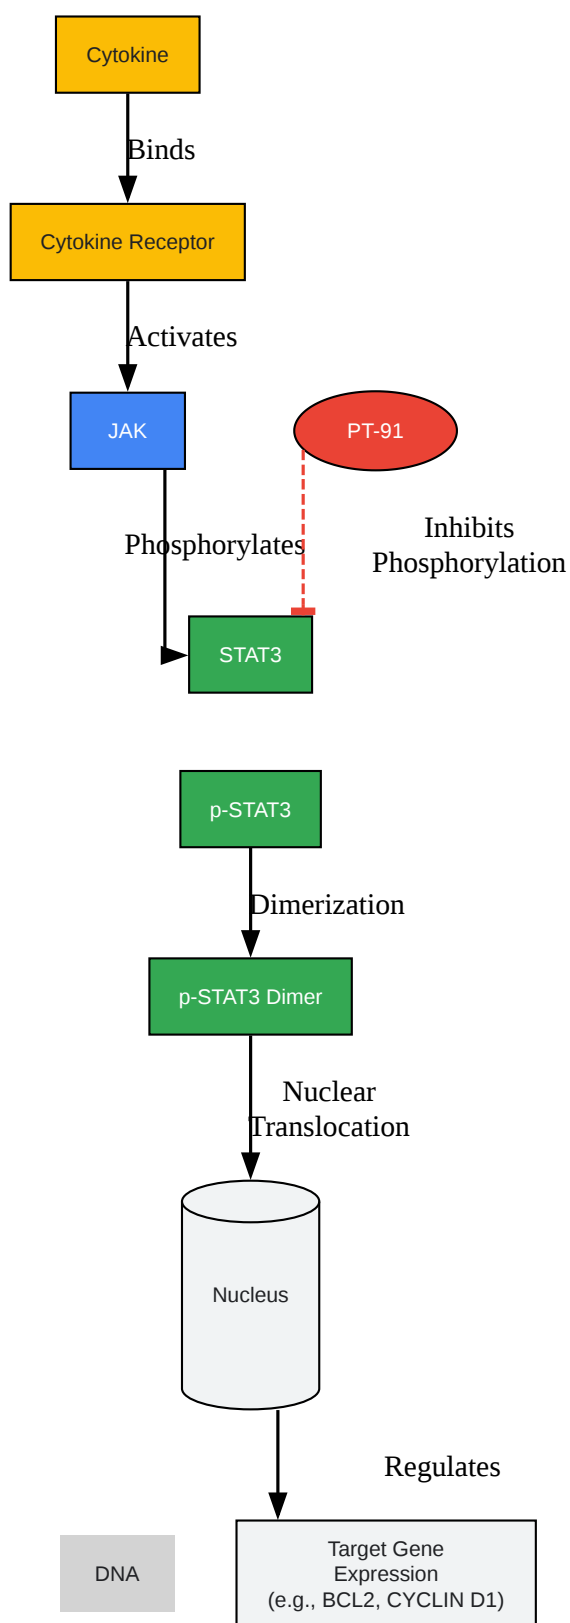 Cytokine
Binds
Cytokine Receptor
Activates
JAK
PT-91
Phosphorylates
Inhibits
Phosphorylation
STAT3
p-STAT3
Dimerization
p-STAT3 Dimer
Nuclear
Translocation
Nucleus
Regulates
DNA
Target Gene
Expression
(e.g., BCL2, CYCLIN D1)